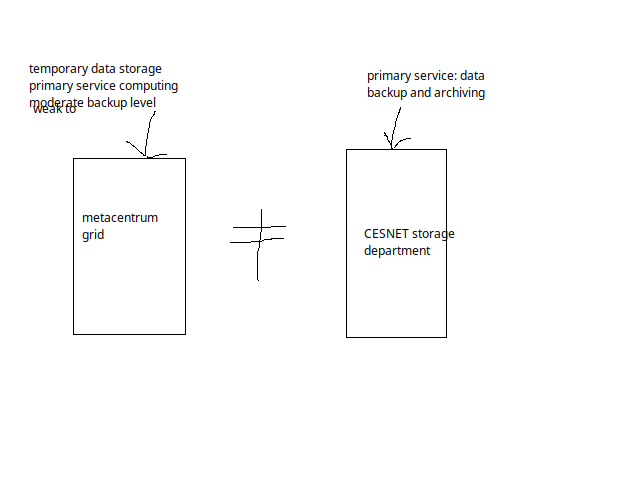 temporary data storage
primary service computing
moderate backup level
weak to
primary service: data
backup and archiving
metacentrum
grid
CESNET storage
department